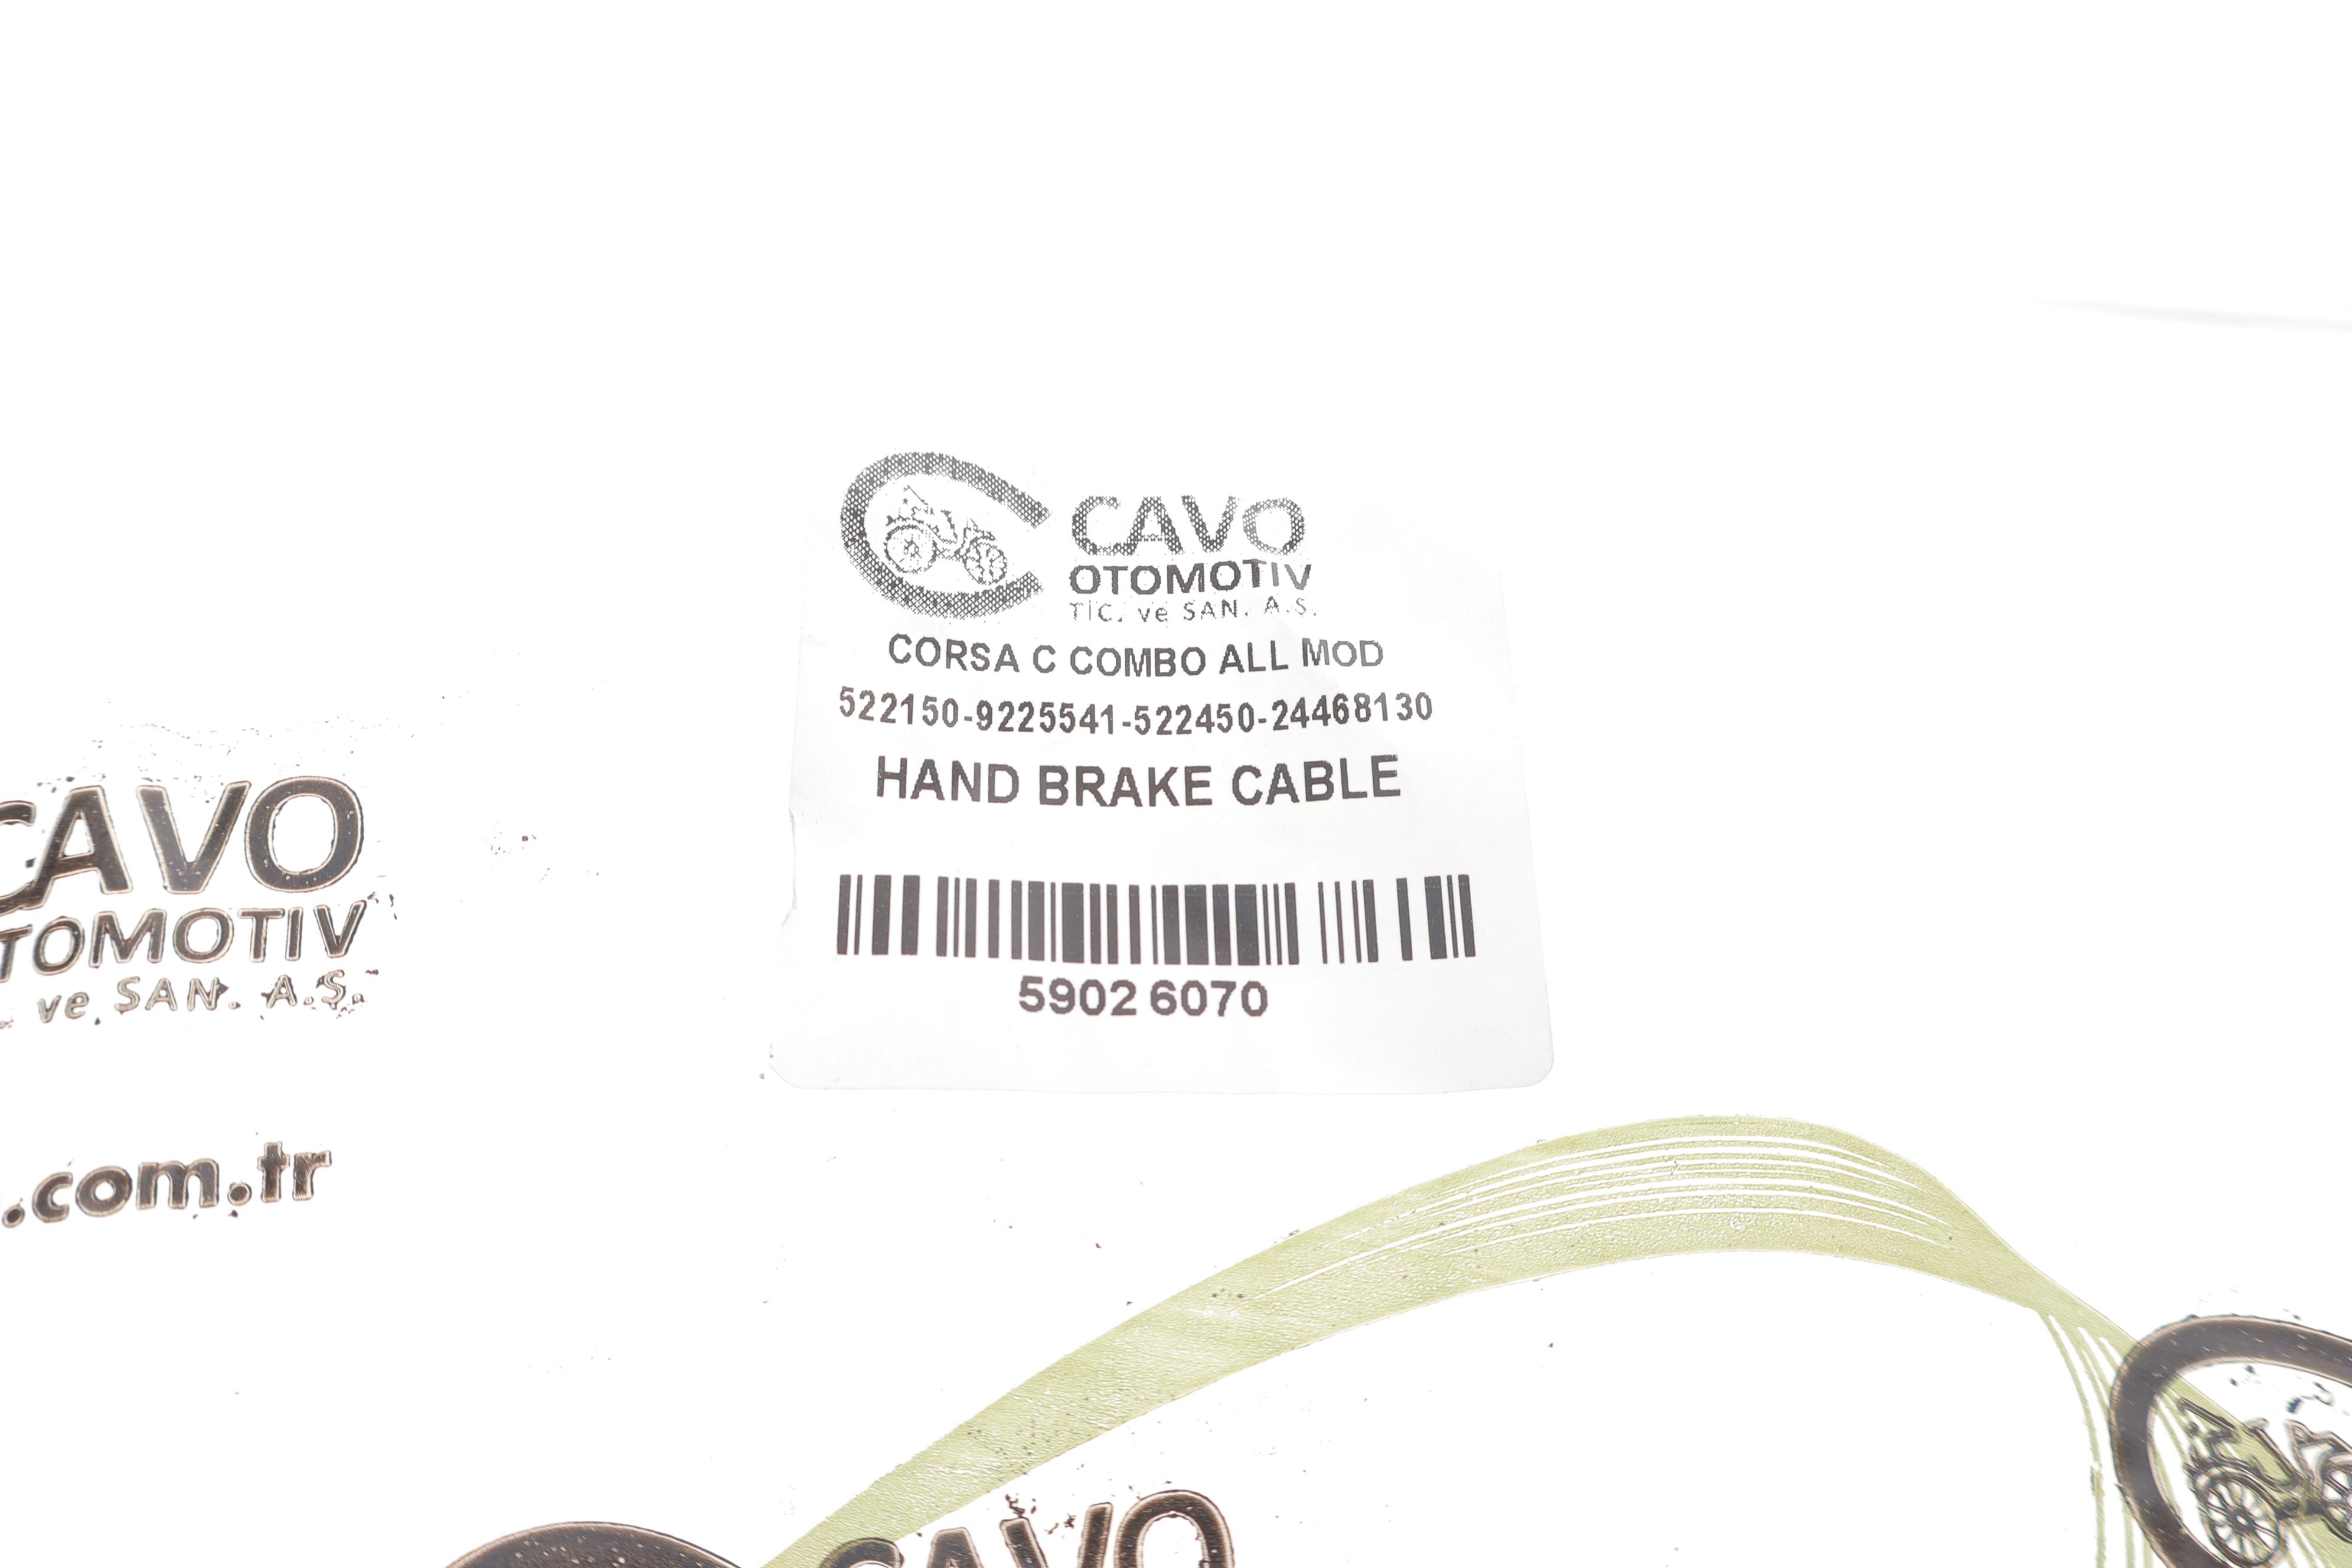 CAVO
OTOMOTIV
TİC. ve SAN. A.Ş.
CORSA C COMBO ALL MOD
522150-9225541-522450-24468130
HAND BRAKE CABLE
5902 6070
CAVO
OTOMOTIV
ve SAN. A.Ş.
.com.tr
CAVO